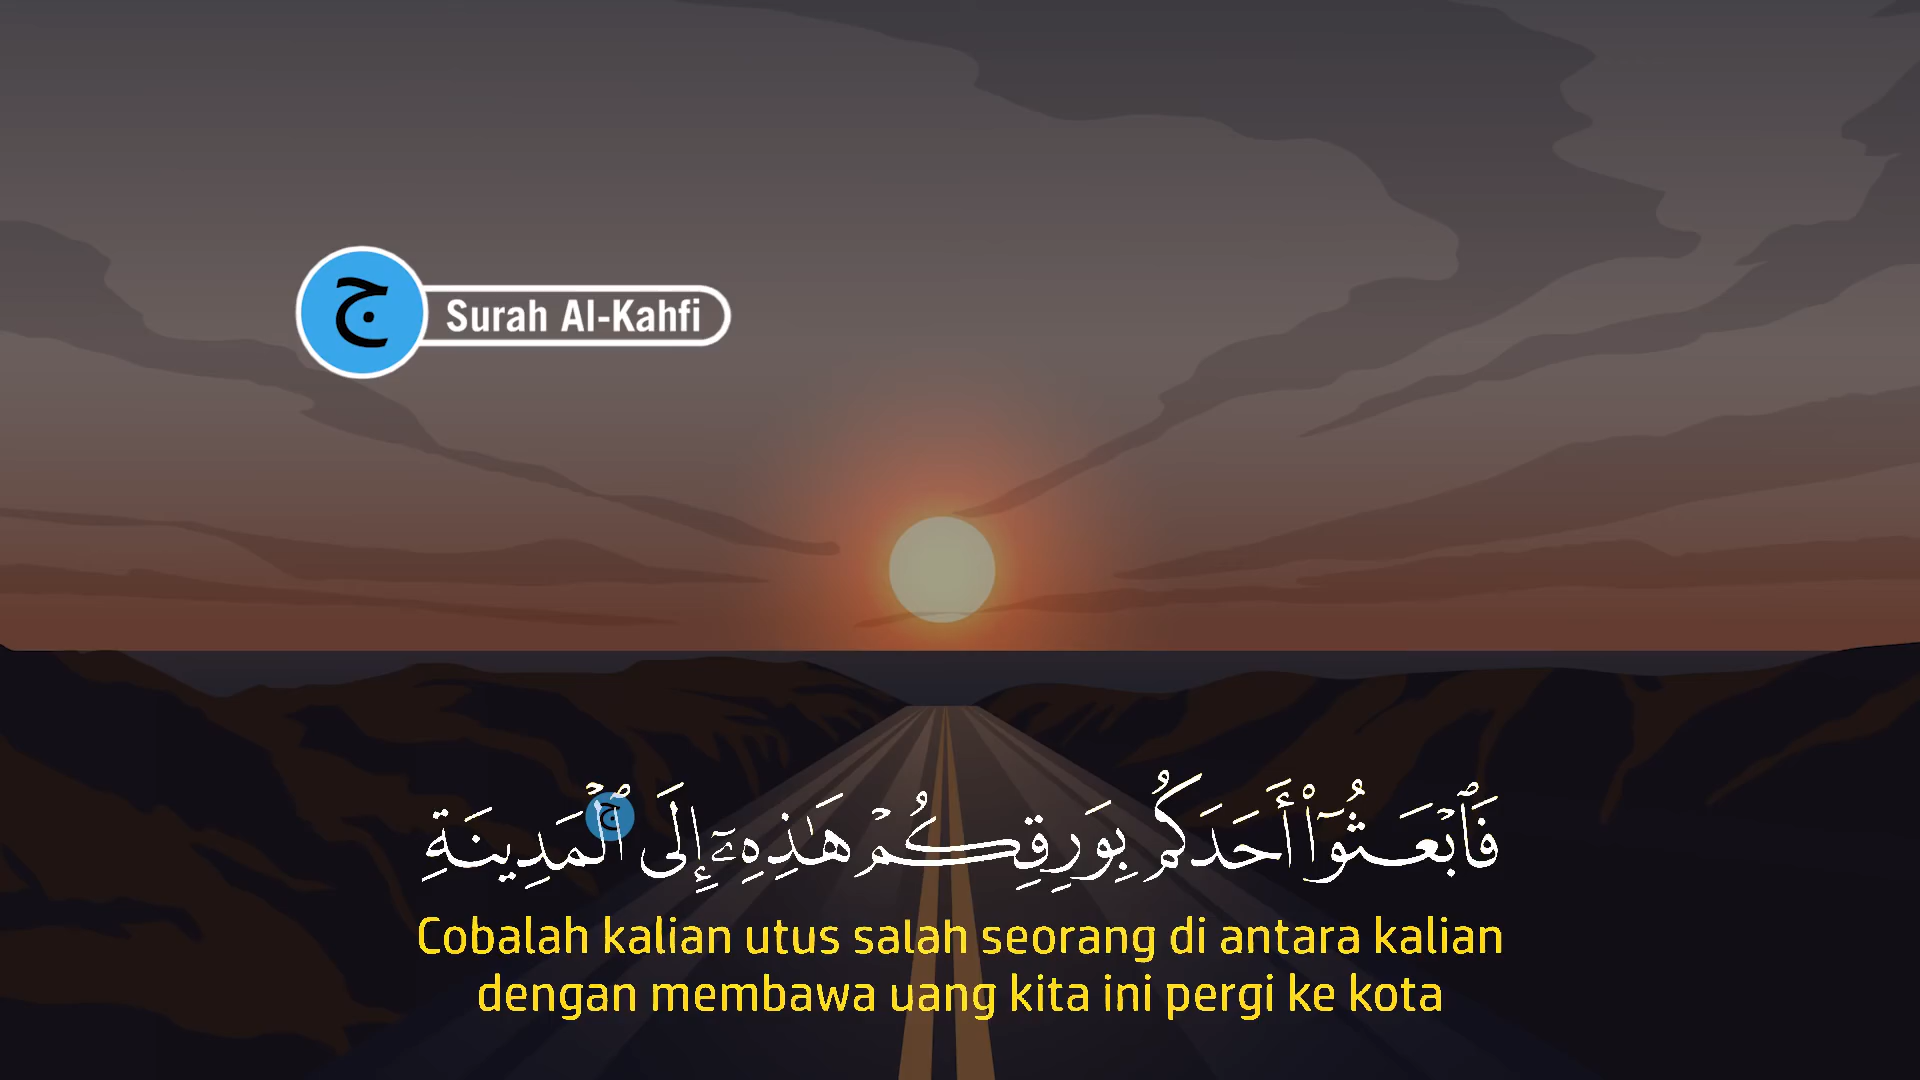 ج
Surah Al-Kahfi
فَٱبْعَثُوٓا۟ أَحَدَكُم بِوَرِقِكُمْ هَـٰذِهِۦٓ إِلَى ٱلْمَدِينَةِ
ج
Cobalah kalian utus salah seorang di antara kalian
dengan membawa uang kita ini pergi ke kota